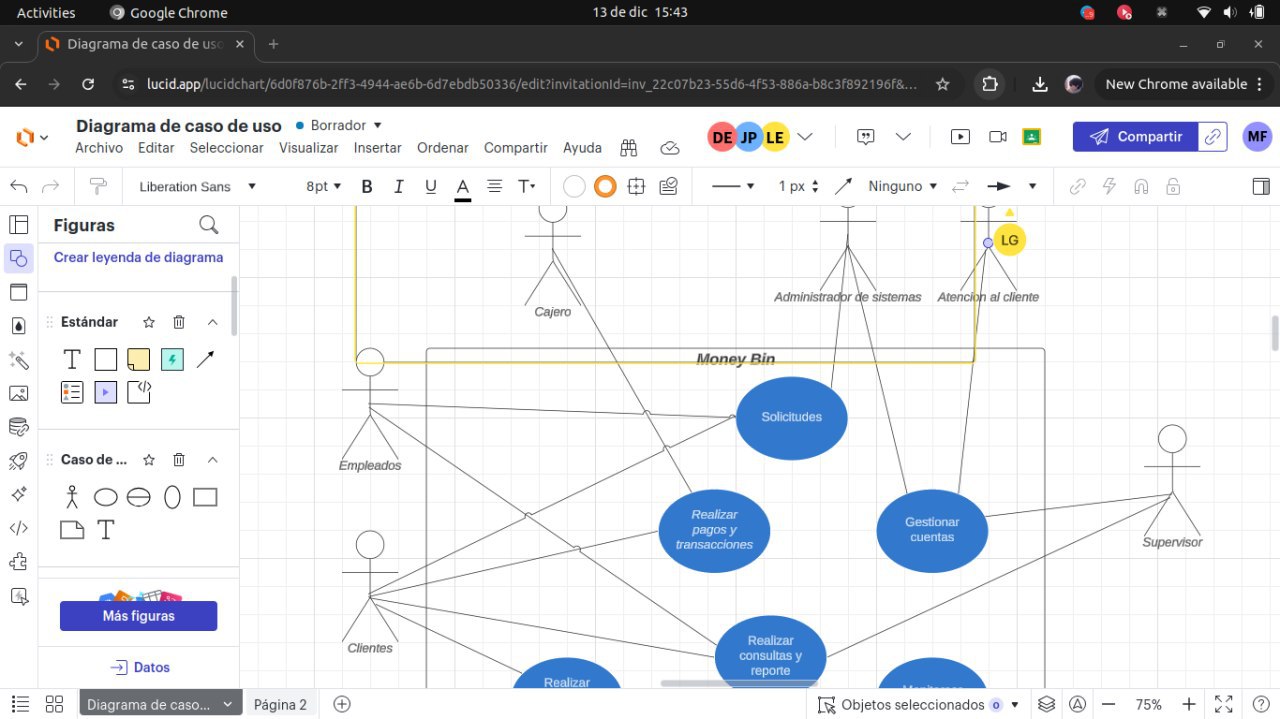 Activities
Google Chrome
13 de dic 15:43
Diagrama de caso de uso
lucid.app/lucidchart/6d0f876b-2ff3-4944-ae6b-6d7ebdb50336/edit?invitationId=inv_22c07b23-55d6-4f53-886a-b8c3f892196f&...
New Chrome available
Diagrama de caso de uso
Borrador
DE JP LE
Compartir
MF
Archivo Editar Seleccionar Visualizar Insertar Ordenar Compartir Ayuda
Liberation Sans
8pt
B I U A T
1 px
Ninguno
Figuras
Crear leyenda de diagrama
Estándar
T
Caso de ...
T
Más figuras
Datos
LG
Cajero
Administrador de sistemas
Atencion al cliente
Money Bin
Solicitudes
Empleados
Realizar
pagos y
transacciones
Gestionar
cuentas
Supervisor
Clientes
Realizar
consultas y
reporte
Realizar
Diagrama de caso...
Página 2
Objetos seleccionados 0
75%